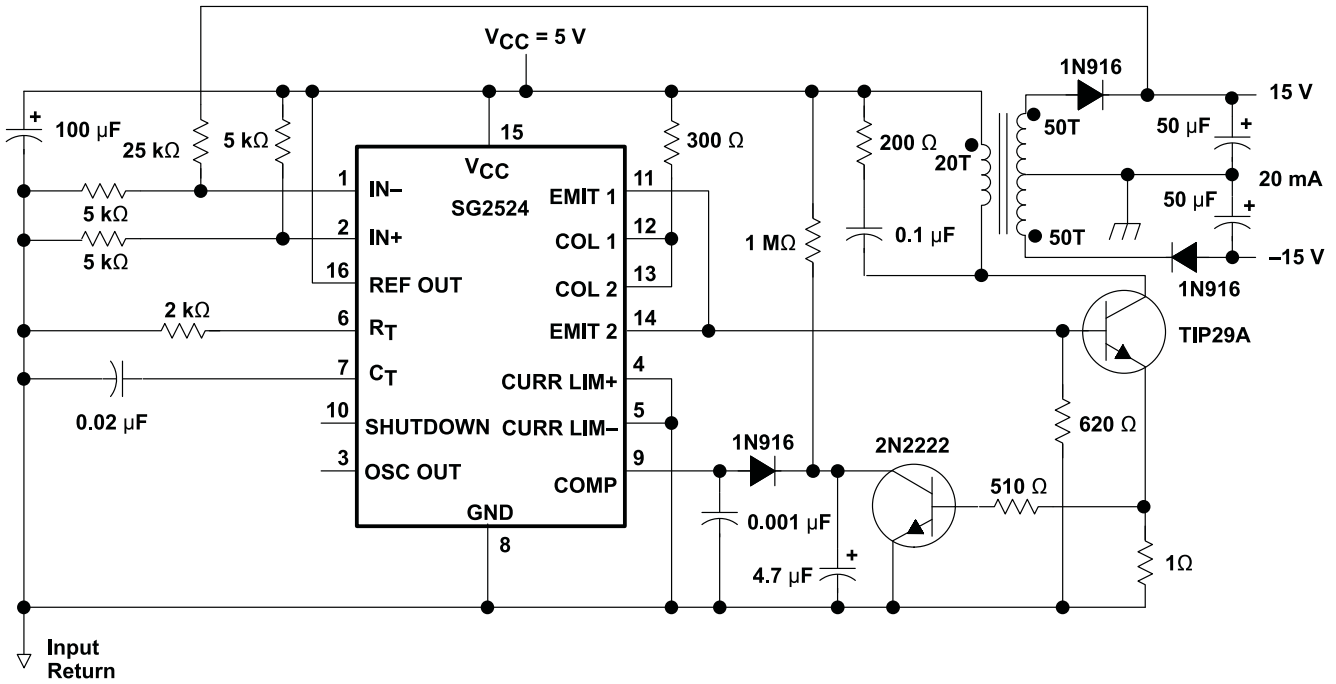 VCC = 5 V
1N916
15 V
+
100 µF
25 kΩ
5 kΩ
15
300 Ω
200 Ω
20T
50T
50 µF
+
VCC
SG2524
1
IN–
EMIT 1
11
5 kΩ
20 mA
2
IN+
COL 1
12
1 MΩ
0.1 µF
50 µF
+
5 kΩ
50T
–15 V
16
REF OUT
COL 2
13
1N916
2 kΩ
6
RT
EMIT 2
14
TIP29A
7
CT
CURR LIM+
4
0.02 µF
10
SHUTDOWN
CURR LIM–
5
1N916
2N2222
620 Ω
3
OSC OUT
COMP
9
510 Ω
GND
8
0.001 µF
4.7 µF
+
1Ω
Input
Return